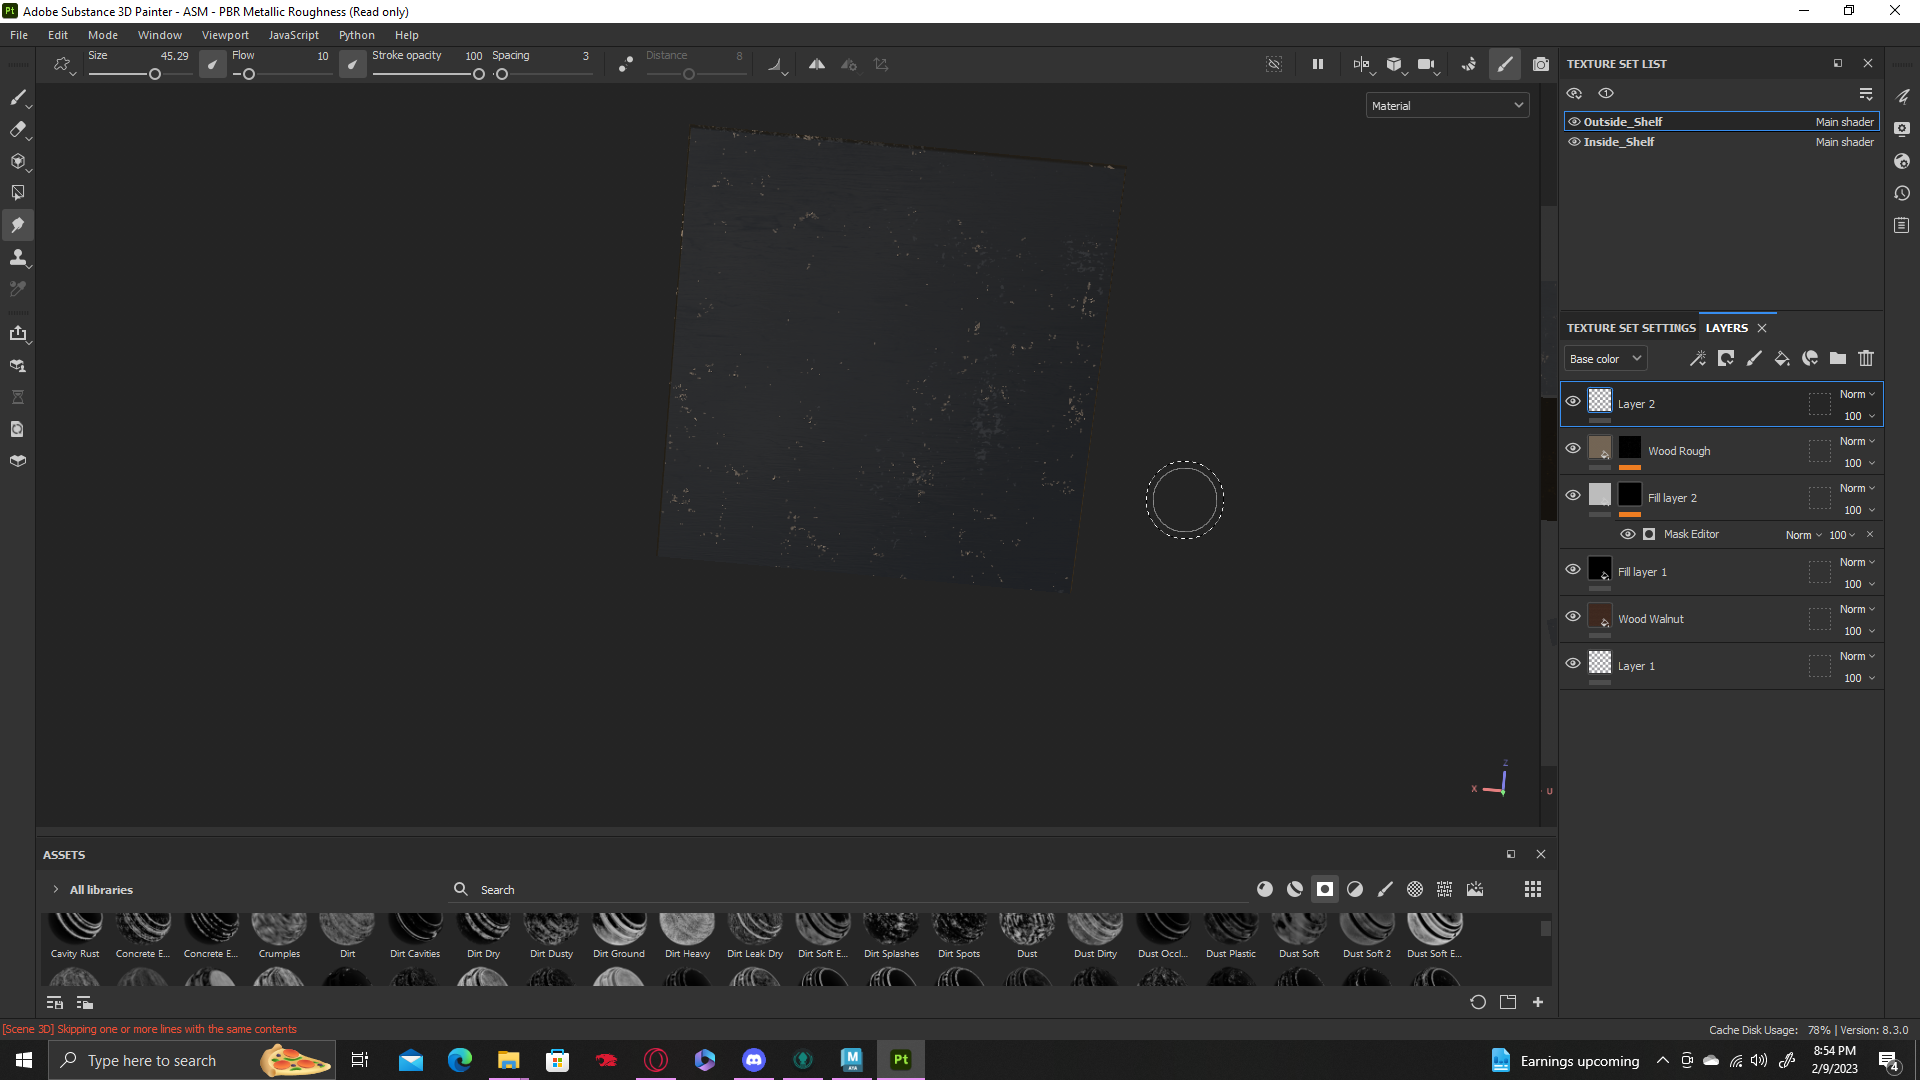 Pt Adobe Substance 3D Painter - ASM - PBR Metallic Roughness (Read only)
File Edit Mode Window Viewport JavaScript Python Help
Size 45.29 Flow 10 Stroke opacity 100 Spacing 3 Distance 8
Material
TEXTURE SET LIST
Outside_Shelf Main shader
Inside_Shelf Main shader
TEXTURE SET SETTINGS LAYERS
Base color
Layer 2 Norm 100
Wood Rough Norm 100
Fill layer 2 Norm 100
Mask Editor Norm 100
Fill layer 1 Norm 100
Wood Walnut Norm 100
Layer 1 Norm 100
Z
X
U
ASSETS
All libraries Search
Cavity Rust Concrete E... Concrete E... Crumples Dirt Dirt Cavities Dirt Dry Dirt Dusty Dirt Ground Dirt Heavy Dirt Leak Dry Dirt Soft E... Dirt Splashes Dirt Spots Dust Dust Dirty Dust Occl... Dust Plastic Dust Soft Dust Soft 2 Dust Soft E...
[Scene 3D] Skipping one or more lines with the same contents
Cache Disk Usage: 78% | Version: 8.3.0
Type here to search
M
Pt
Earnings upcoming
8:54 PM
2/9/2023
4